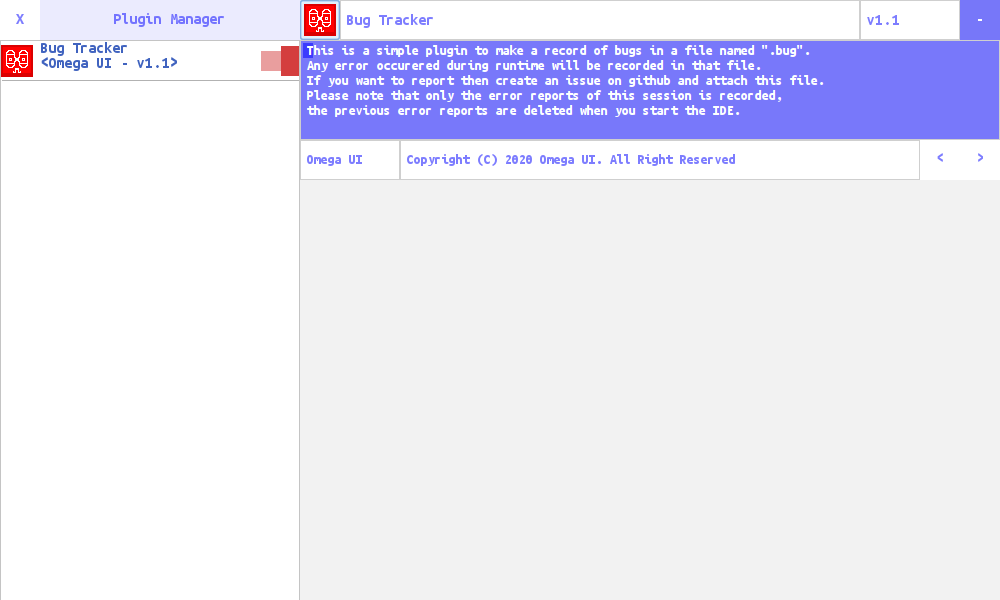 X Plugin Manager
Bug Tracker
<Omega UI - v1.1>
Bug Tracker v1.1 -
This is a simple plugin to make a record of bugs in a file named ".bug".
Any error occurered during runtime will be recorded in that file.
If you want to report then create an issue on github and attach this file.
Please note that only the error reports of this session is recorded,
the previous error reports are deleted when you start the IDE.
Omega UI Copyright (C) 2020 Omega UI. All Right Reserved < >